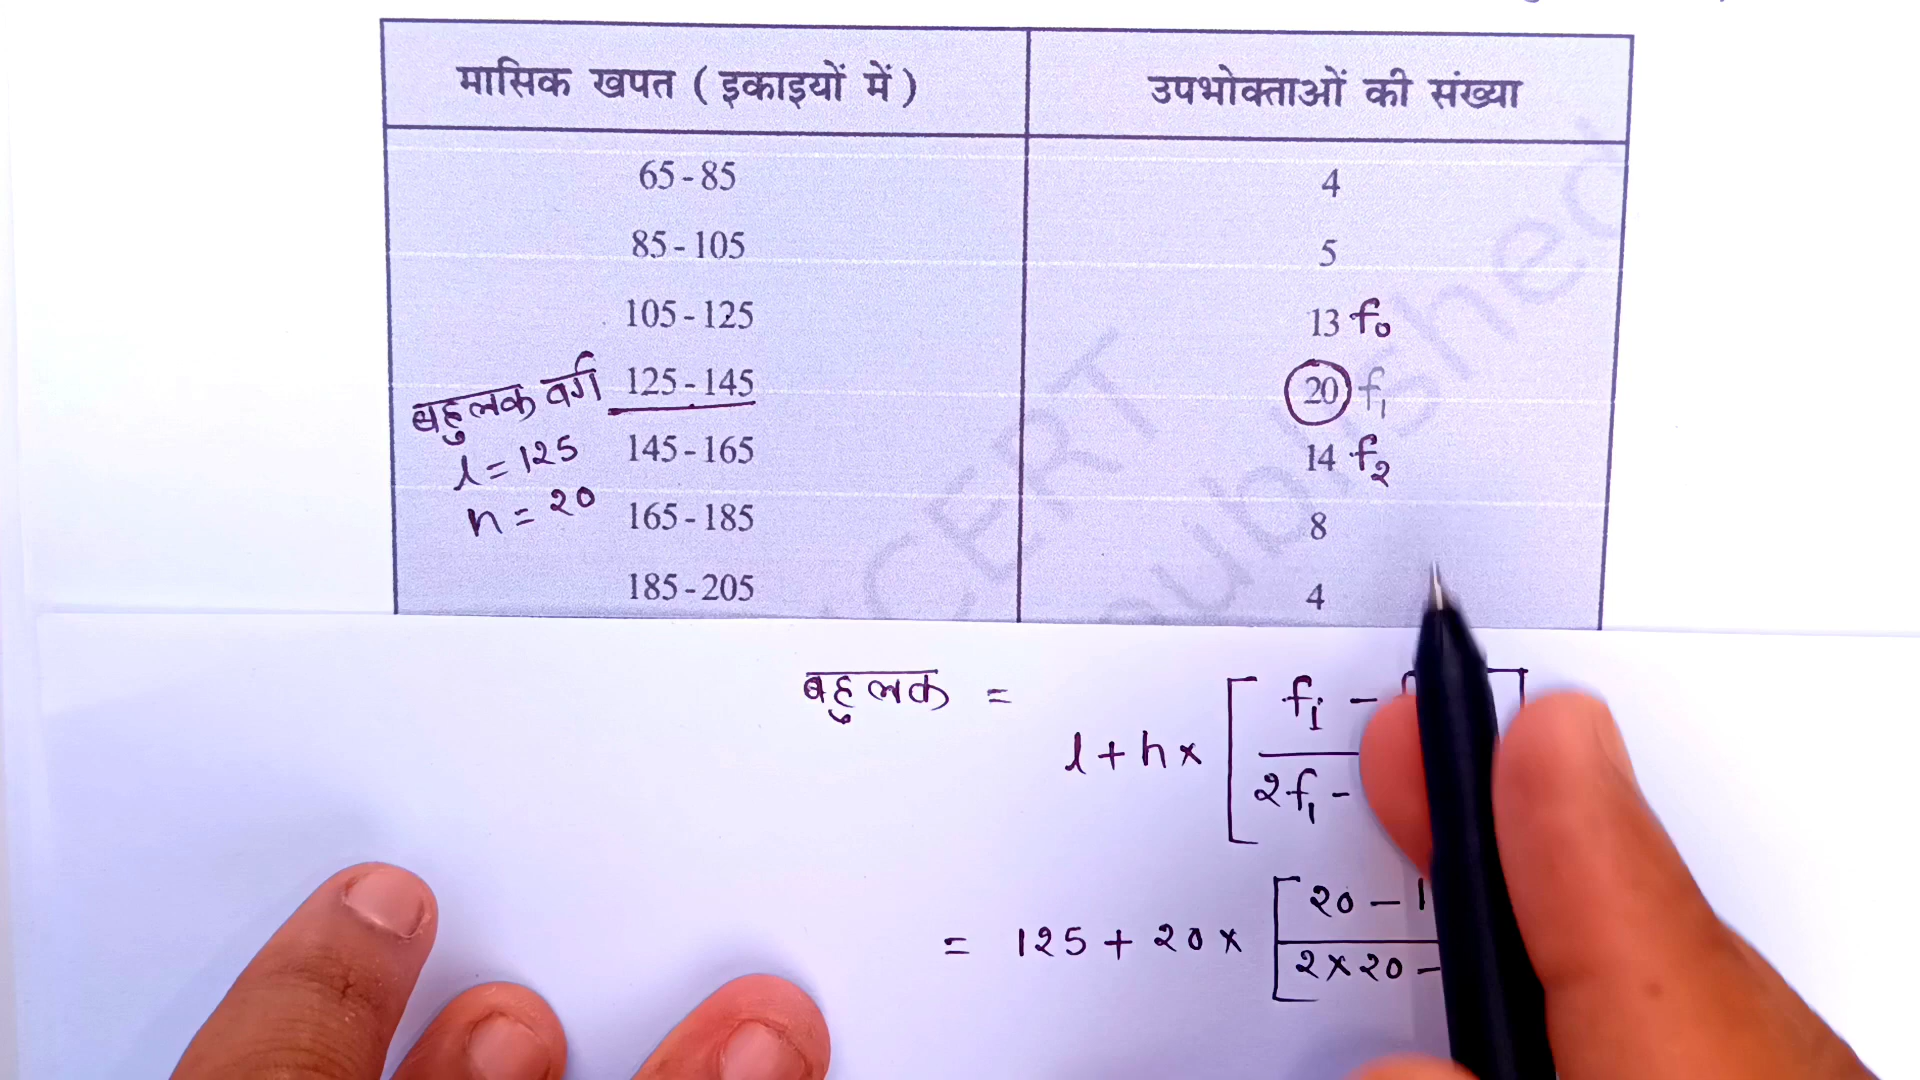 मासिक खपत ( इकाइयों में ) उपभोक्ताओं की संख्या
65-85 4
85-105 5
105-125 13 f₀
बहुलक वर्ग 125-145 20 f₁
l = 125 145-165 14 f₂
h = 20 165-185 8
185-205 4
बहुलक =
l + h × [ f₁ -
2f₁ -
= 125 + 20 × [ 20 - 1
2 × 20 -
CERT
published